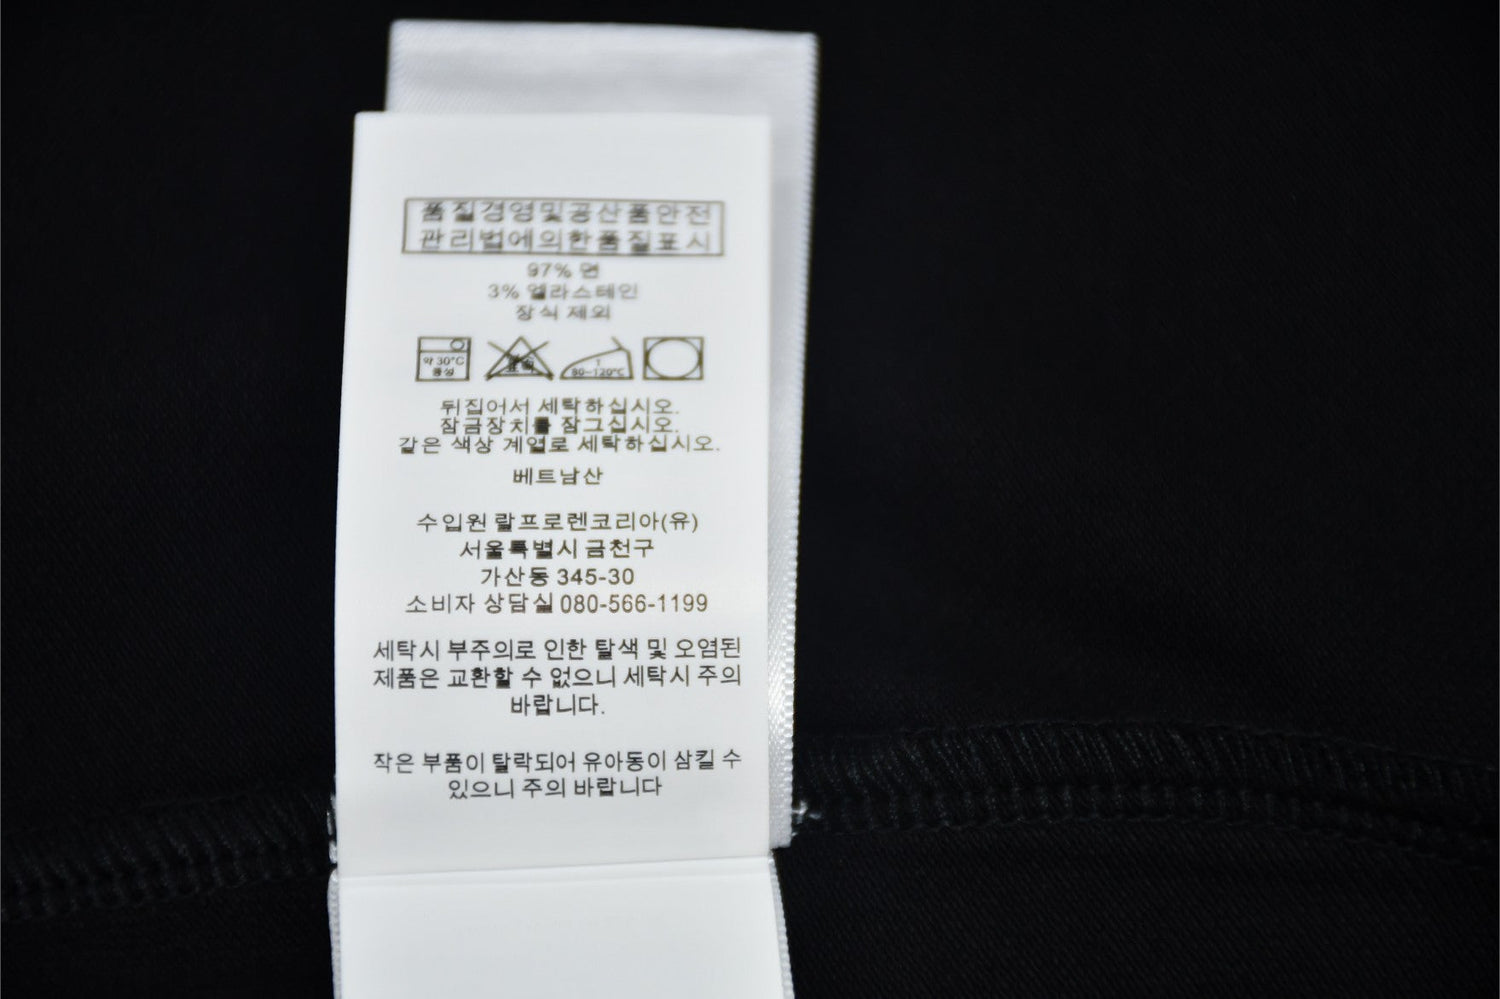 품질경영및공산품안전
관리법에의한품질표시
97% 면
3% 엘라스테인
장식 제외
약 30°C
중성
표백
1
80~120°C
뒤집어서 세탁하십시오.
잠금장치를 잠그십시오.
같은 색상 계열로 세탁하십시오.
베트남산
수입원 랄프로렌코리아(유)
서울특별시 금천구
가산동 345-30
소비자 상담실 080-566-1199
세탁시 부주의로 인한 탈색 및 오염된
제품은 교환할 수 없으니 세탁시 주의
바랍니다.
작은 부품이 탈락되어 유아동이 삼킬 수
있으니 주의 바랍니다